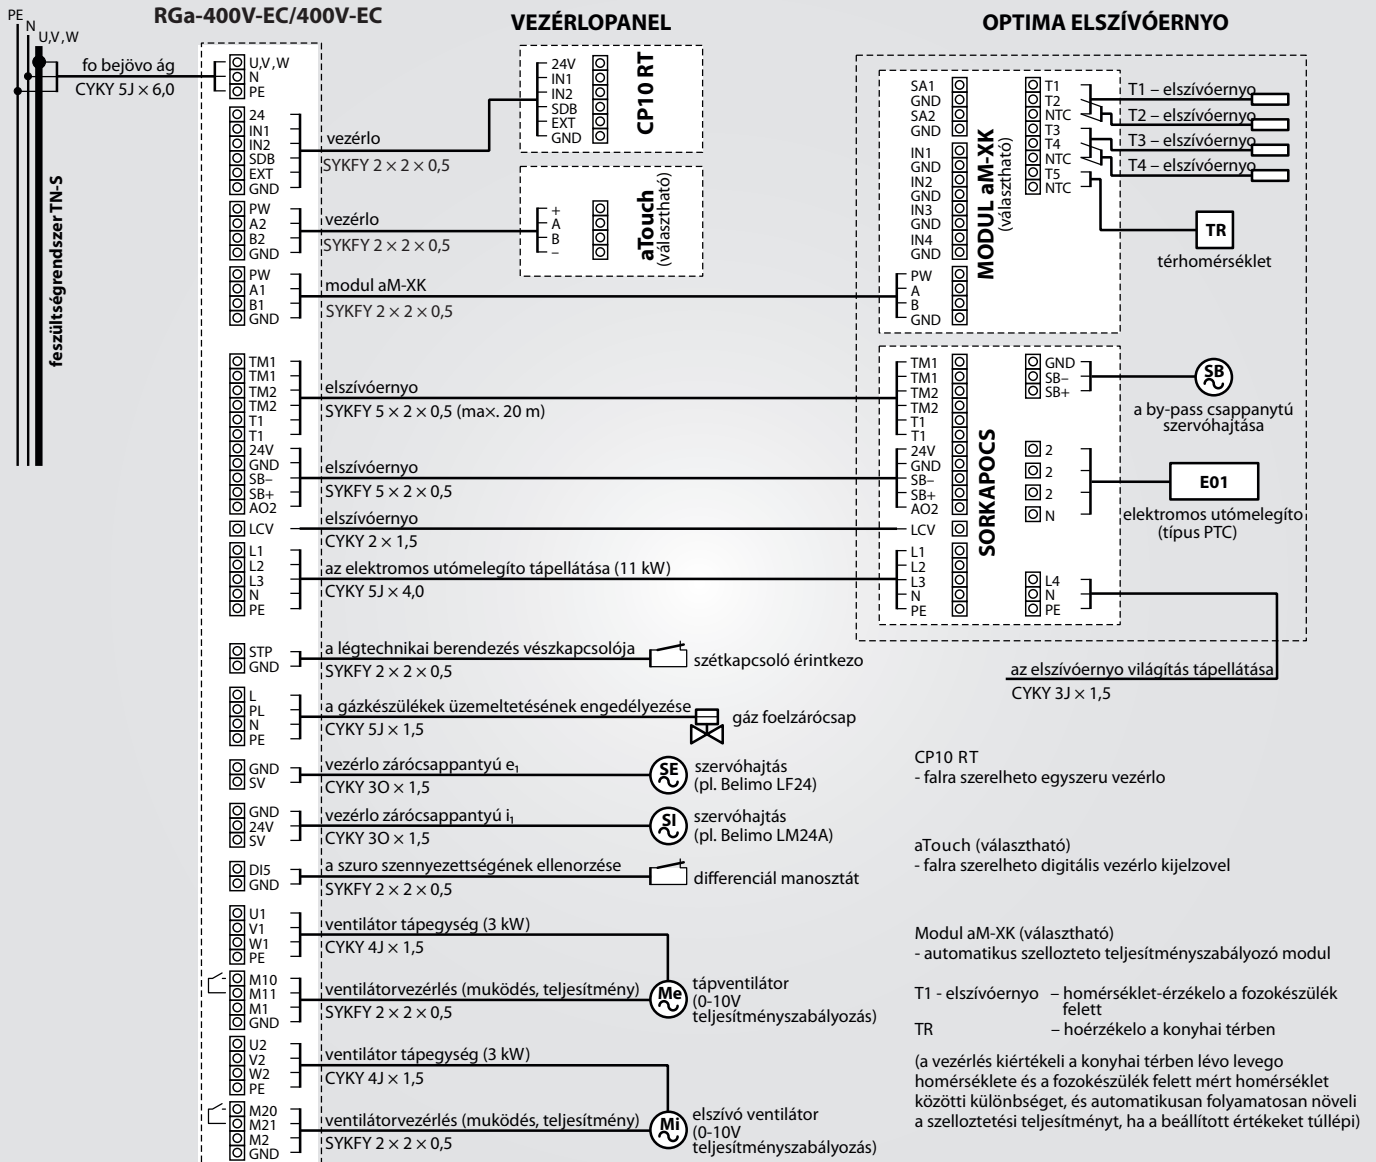 PE
N
U,V,W
feszültségrendszer TN-S
RGa-400V-EC/400V-EC
VEZÉRLOPANEL
OPTIMA ELSZÍVÓERNYO
fo bejövo ág
CYKY 5J × 6,0
U,V,W
N
PE
24
IN1
IN2
SDB
EXT
GND
vezérlo
SYKFY 2 × 2 × 0,5
24V
IN1
IN2
SDB
EXT
GND
CP10 RT
PW
A2
B2
GND
vezérlo
SYKFY 2 × 2 × 0,5
+
A
B
–
aTouch
(választható)
PW
A1
B1
GND
modul aM-XK
SYKFY 2 × 2 × 0,5
SA1
GND
SA2
GND
IN1
GND
IN2
GND
IN3
GND
IN4
GND
PW
A
B
GND
MODUL aM-XK
(választható)
T1
T2
NTC
T3
T4
NTC
T5
NTC
T1 – elszívóernyo
T2 – elszívóernyo
T3 – elszívóernyo
T4 – elszívóernyo
TR
térhomérséklet
TM1
TM1
TM2
TM2
T1
T1
elszívóernyo
SYKFY 5 × 2 × 0,5 (max. 20 m)
24V
GND
SB–
SB+
AO2
elszívóernyo
SYKFY 5 × 2 × 0,5
LCV
elszívóernyo
CYKY 2 × 1,5
L1
L2
L3
N
PE
az elektromos utómelegíto tápellátása (11 kW)
CYKY 5J × 4,0
TM1
TM1
TM2
TM2
T1
T1
24V
GND
SB–
SB+
AO2
LCV
L1
L2
L3
N
PE
SORKAPOCS
GND
SB–
SB+
SB
a by-pass csappanytú
szervóhajtása
2
2
2
N
E01
elektromos utómelegíto
(típus PTC)
L4
N
PE
az elszívóernyo világítás tápellátása
CYKY 3J × 1,5
STP
GND
a légtechnikai berendezés vészkapcsolója
SYKFY 2 × 2 × 0,5
szétkapcsoló érintkezo
L
PL
N
PE
a gázkészülékek üzemeltetésének engedélyezése
CYKY 5J × 1,5
gáz foelzárócsap
GND
SV
vezérlo zárócsappantyú e₁
CYKY 3O × 1,5
SE
szervóhajtás
(pl. Belimo LF24)
GND
24V
SV
vezérlo zárócsappantyú i₁
CYKY 3O × 1,5
SI
szervóhajtás
(pl. Belimo LM24A)
DI5
GND
a szuro szennyezettségének ellenorzése
SYKFY 2 × 2 × 0,5
differenciál manosztát
U1
V1
W1
PE
ventilátor tápegység (3 kW)
CYKY 4J × 1,5
M10
M11
M1
GND
ventilátorvezérlés (muködés, teljesítmény)
SYKFY 2 × 2 × 0,5
Me
tápventilátor
(0-10V
teljesítményszabályozás)
U2
V2
W2
PE
ventilátor tápegység (3 kW)
CYKY 4J × 1,5
M20
M21
M2
GND
ventilátorvezérlés (muködés, teljesítmény)
SYKFY 2 × 2 × 0,5
Mi
elszívó ventilátor
(0-10V
teljesítményszabályozás)
CP10 RT
- falra szerelheto egyszeru vezérlo
aTouch (választható)
- falra szerelheto digitális vezérlo kijelzovel
Modul aM-XK (választható)
- automatikus szellozteto teljesítményszabályozó modul
T1 - elszívóernyo – homérséklet-érzékelo a fozokészülék
felett
TR – hoérzékelo a konyhai térben
(a vezérlés kiértékeli a konyhai térben lévo levego
homérséklete és a fozokészülék felett mért homérséklet
közötti különbséget, és automatikusan folyamatosan növeli
a szelloztetési teljesítményt, ha a beállított értékeket túllépi)